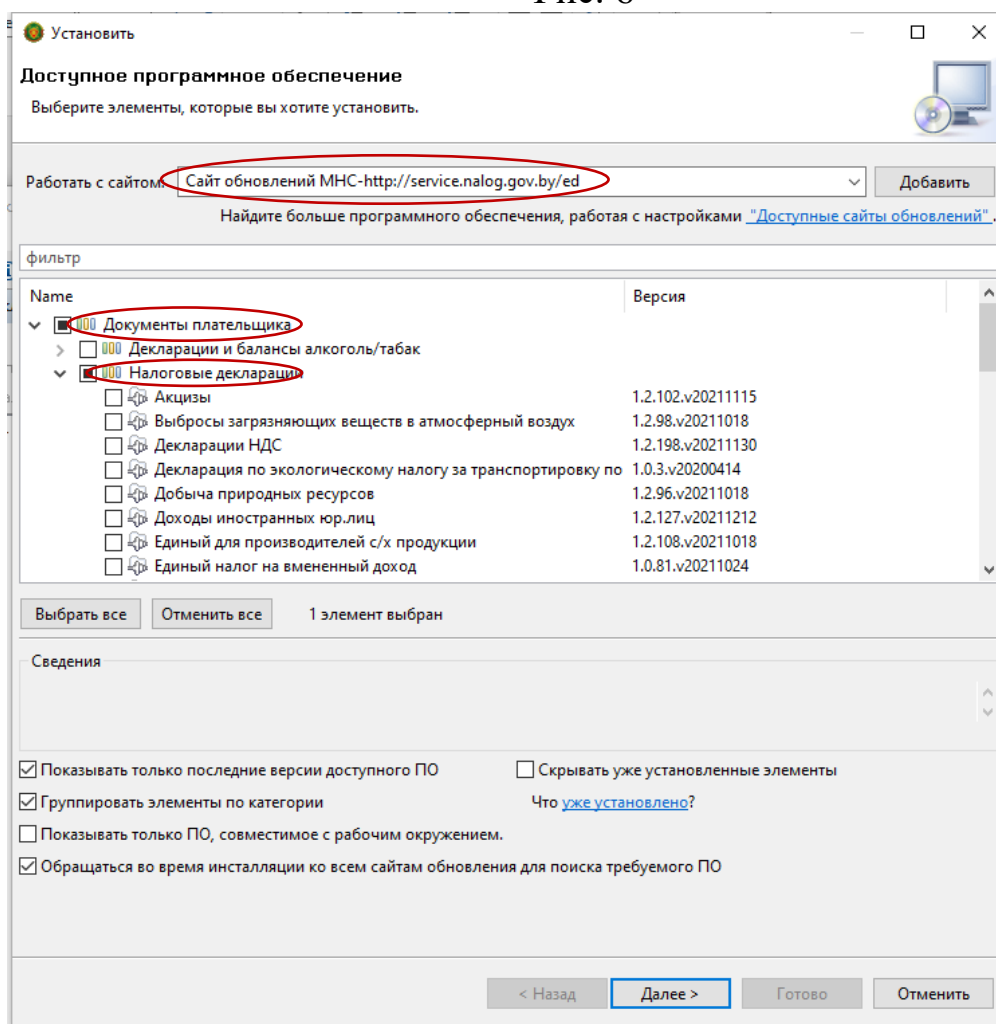 Установить
Доступное программное обеспечение
Выберите элементы, которые вы хотите установить.
Работать с сайтом: Сайт обновлений МНС-http://service.nalog.gov.by/ed Добавить
Найдите больше программного обеспечения, работая с настройками "Доступные сайты обновлений".
фильтр
Name Версия
Документы плательщика
Декларации и балансы алкоголь/табак
Налоговые декларации
Акцизы 1.2.102.v20211115
Выбросы загрязняющих веществ в атмосферный воздух 1.2.98.v20211018
Декларации НДС 1.2.198.v20211130
Декларация по экологическому налогу за транспортировку по 1.0.3.v20200414
Добыча природных ресурсов 1.2.96.v20211018
Доходы иностранных юр.лиц 1.2.127.v20211212
Единый для производителей с/х продукции 1.2.108.v20211018
Единый налог на вмененный доход 1.0.81.v20211024
Выбрать все Отменить все 1 элемент выбран
Сведения
Показывать только последние версии доступного ПО Скрывать уже установленные элементы
Группировать элементы по категории Что уже установлено?
Показывать только ПО, совместимое с рабочим окружением.
Обращаться во время инсталляции ко всем сайтам обновления для поиска требуемого ПО
< Назад Далее > Готово Отменить